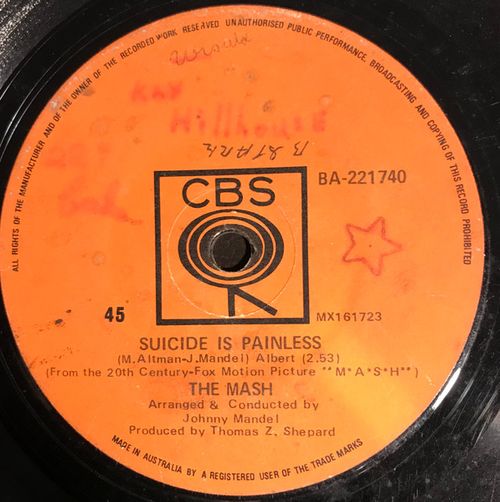 ALL RIGHTS OF THE MANUFACTURER AND OF THE OWNER OF THE RECORDED WORK RESERVED UNAUTHORISED PUBLIC PERFORMANCE, BROADCASTING AND COPYING OF THIS RECORD PROHIBITED
Hillhouse
B STARK
CBS
BA-221740
45
MX161723
SUICIDE IS PAINLESS
(M.Altman-J.Mandel) Albert (2.53)
(From the 20th Century-Fox Motion Picture "M*A*S*H")
THE MASH
Arranged & Conducted by
Johnny Mandel
Produced by Thomas Z. Shepard
MADE IN AUSTRALIA BY A REGISTERED USER OF THE TRADE MARKS